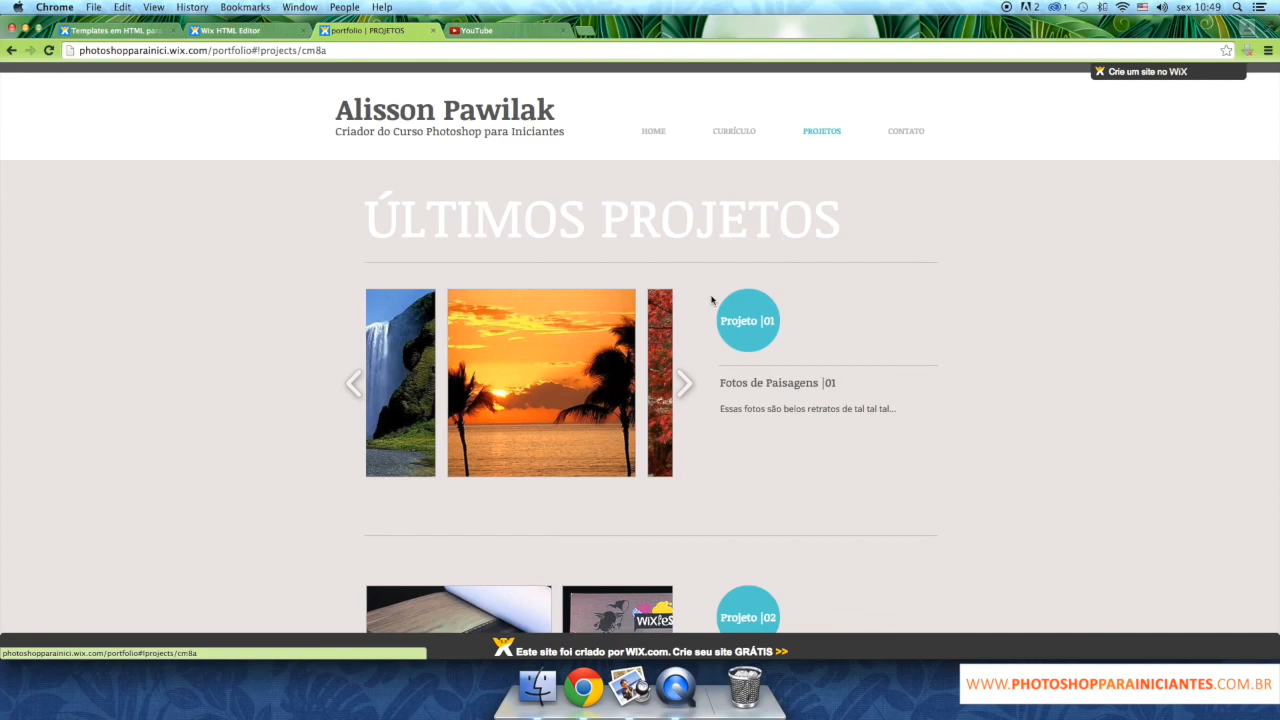 Chrome File Edit View History Bookmarks Window People Help
2 1 sex 10:49
Templates em HTML para
Wix HTML Editor
portfolio | PROJETOS
YouTube
photoshopparainici.wix.com/portfolio#!projects/cm8a
Crie um site no WiX
Alisson Pawilak
Criador do Curso Photoshop para Iniciantes
HOME CURRÍCULO PROJETOS CONTATO
ÚLTIMOS PROJETOS
Projeto |01
Fotos de Paisagens |01
Essas fotos são belos retratos de tal tal tal...
Projeto |02
Este site foi criado por WIX.com. Crie seu site GRÁTIS >>
photoshopparainici.wix.com/portfolio#!projects/cm8a
WWW.PHOTOSHOPPARAINICIANTES.COM.BR